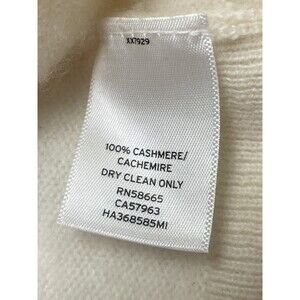 XX7929
100% CASHMERE/
CACHEMIRE
DRY CLEAN ONLY
RN58665
CA57963
HA368585MI